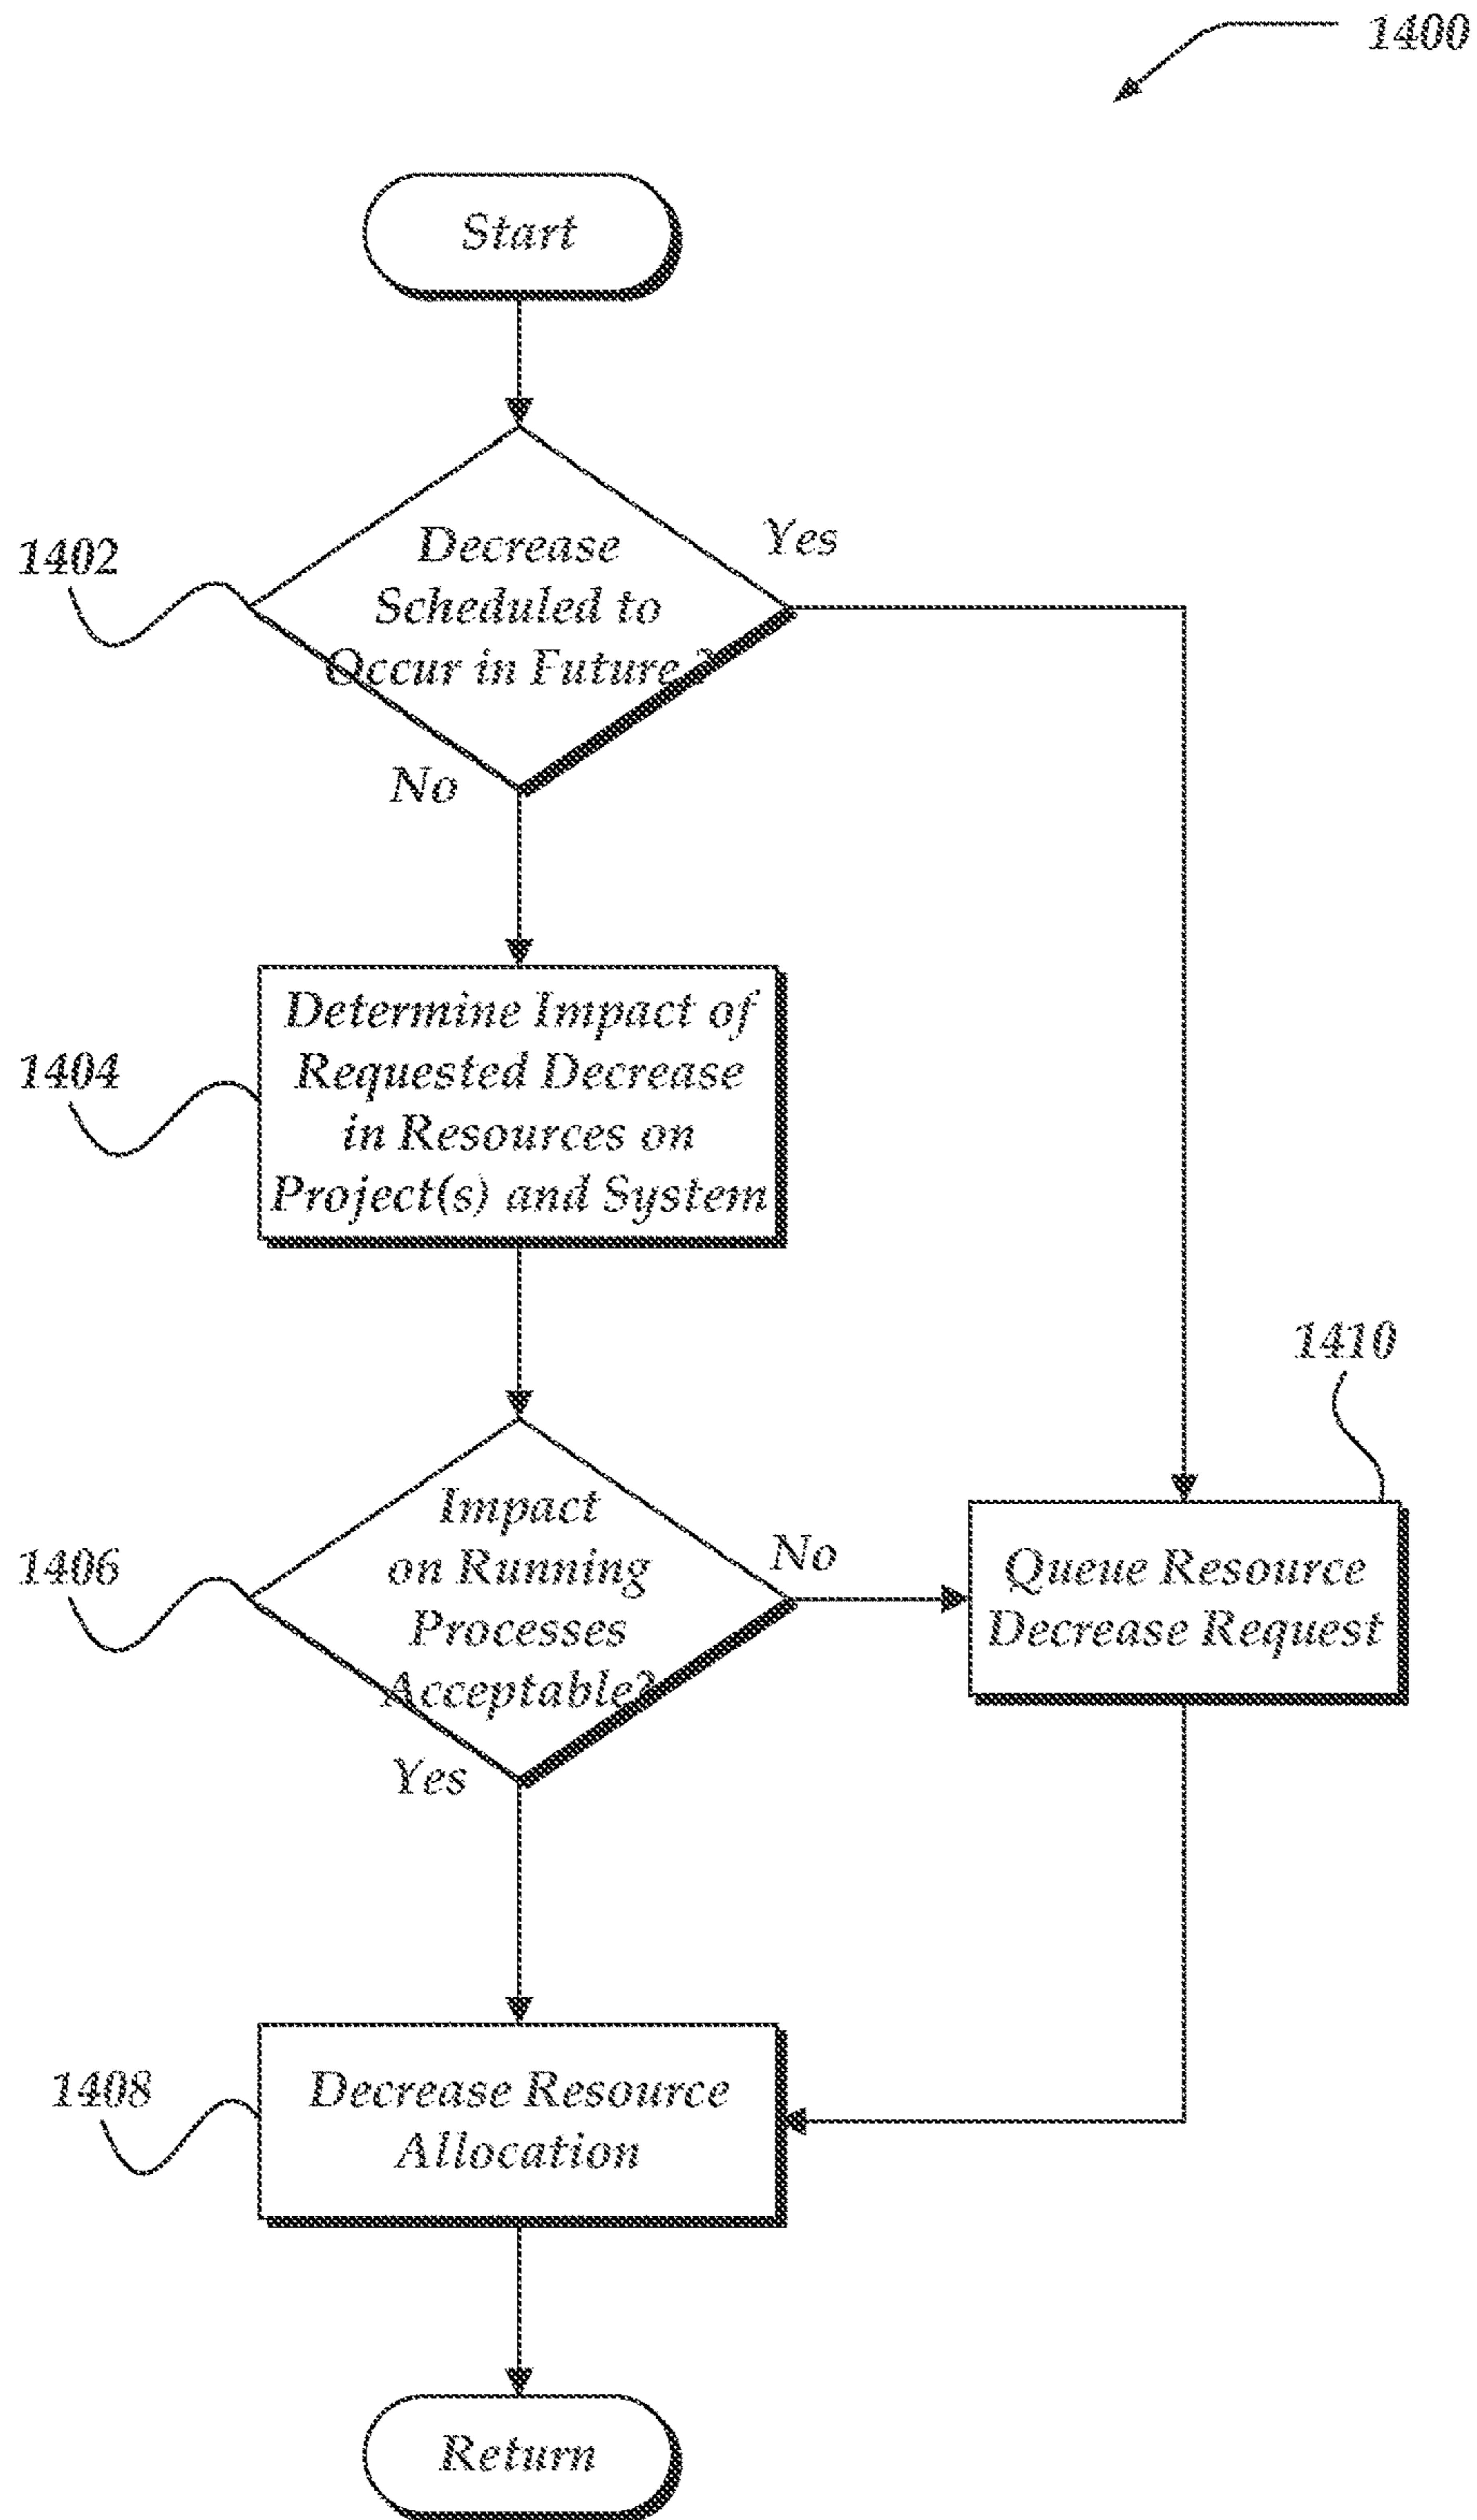 1400
Start
1402
Decrease
Scheduled to
Occur in Future ?
Yes
No
1404
Determine Impact of
Requested Decrease
in Resources on
Project(s) and System
1410
1406
Impact
on Running
Processes
Acceptable?
No
Yes
Queue Resource
Decrease Request
1408
Decrease Resource
Allocation
Return